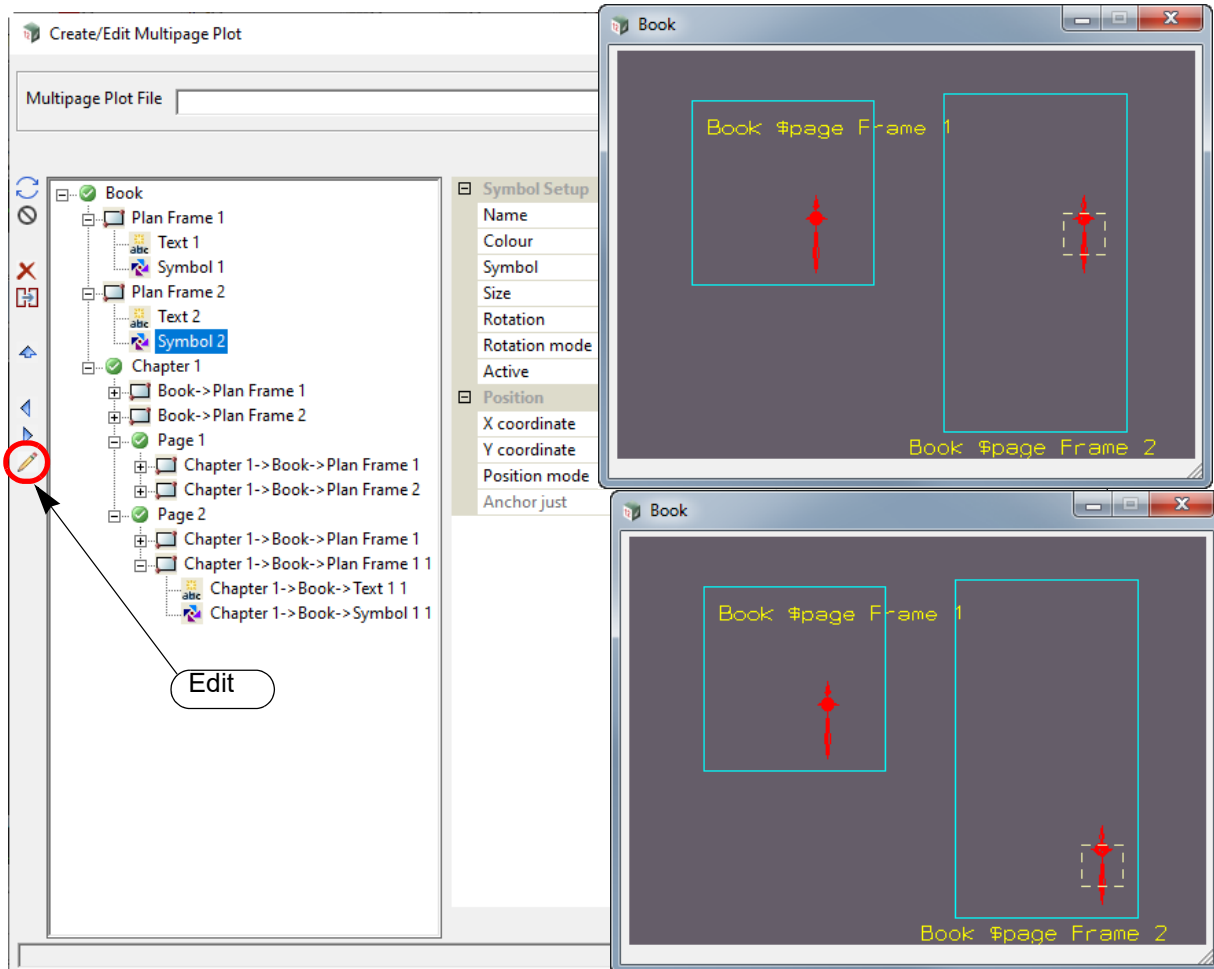 Create/Edit Multipage Plot
Multipage Plot File
Book
Plan Frame 1
abc Text 1
Symbol 1
Plan Frame 2
abc Text 2
Symbol 2
Chapter 1
Book->Plan Frame 1
Book->Plan Frame 2
Page 1
Chapter 1->Book->Plan Frame 1
Chapter 1->Book->Plan Frame 2
Page 2
Chapter 1->Book->Plan Frame 1
Chapter 1->Book->Plan Frame 1 1
abc Chapter 1->Book->Text 1 1
Chapter 1->Book->Symbol 1 1
Edit
Symbol Setup
Name
Colour
Symbol
Size
Rotation
Rotation mode
Active
Position
X coordinate
Y coordinate
Position mode
Anchor just
Book
Book $page Frame 1
Book $page Frame 2
Book
Book $page Frame 1
Book $page Frame 2